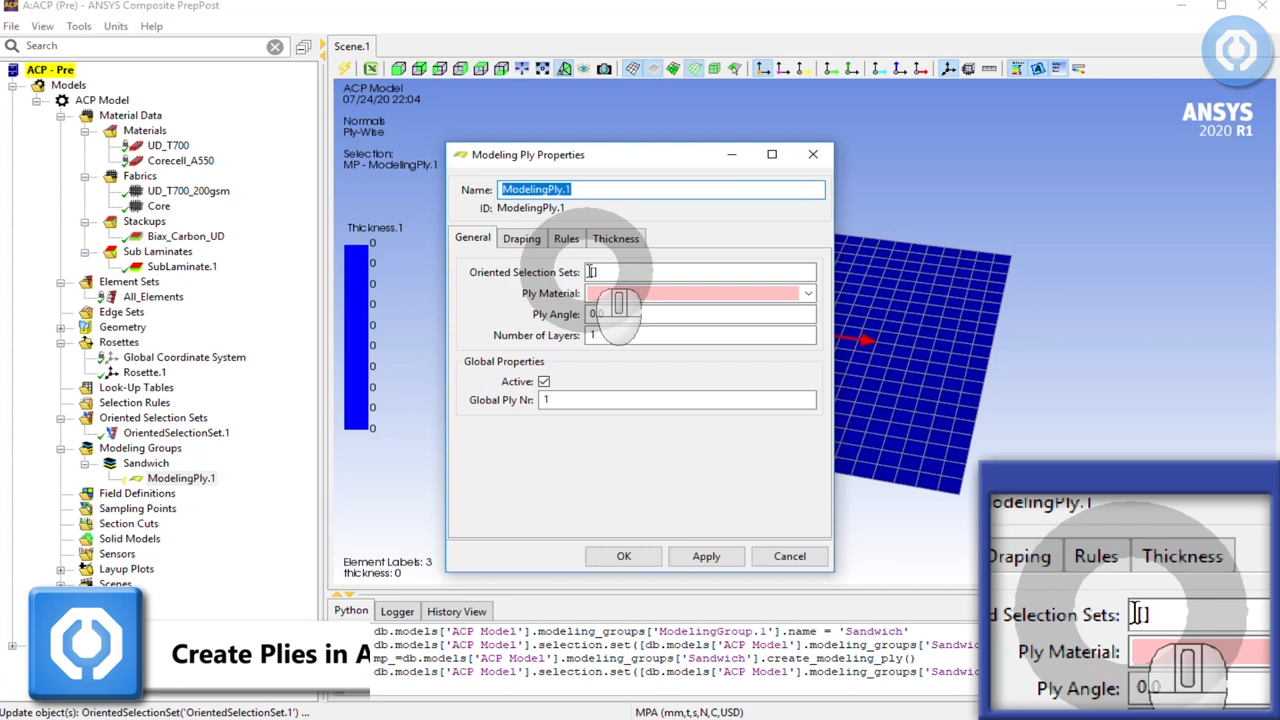 A:ACP (Pre) - ANSYS Composite PrepPost
File View Tools Units Help
Search
ACP - Pre
Models
ACP Model
Material Data
Materials
UD_T700
Corecell_A550
Fabrics
UD_T700_200gsm
Core
Stackups
Biax_Carbon_UD
Sub Laminates
SubLaminate.1
Element Sets
All_Elements
Edge Sets
Geometry
Rosettes
Global Coordinate System
Rosette.1
Look-Up Tables
Selection Rules
Oriented Selection Sets
OrientedSelectionSet.1
Modeling Groups
Sandwich
ModelingPly.1
Field Definitions
Sampling Points
Section Cuts
Solid Models
Sensors
Layup Plots
Scenes
Scene.1
ACP Model
07/24/20 22:04
Normals
Ply-Wise
Selection:
MP - ModelingPly.1
Thickness.1
0
0
0
0
0
0
0
0
0
0
Element Labels: 3
thickness: 0
ANSYS
2020 R1
Modeling Ply Properties
Name: ModelingPly.1
ID: ModelingPly.1
General Draping Rules Thickness
Oriented Selection Sets: []
Ply Material:
Ply Angle: 0.0
Number of Layers: 1
Global Properties
Active:
Global Ply Nr: 1
OK Apply Cancel
Python Logger History View
db.models['ACP Model'].modeling_groups['ModelingGroup.1'].name = 'Sandwich'
db.models['ACP Model'].selection.set([db.models['ACP Model'].modeling_groups['Sandwic
mp_=db.models['ACP Model'].modeling_groups['Sandwich'].create_modeling_ply()
db.models['ACP Model'].selection.set([db.models['ACP Model'].modeling_groups['Sandwic
Create Plies in A
Update object(s): OrientedSelectionSet('OrientedSelectionSet.1') ...
MPA (mm,t,s,N,C,USD)
odelingPly.1
Draping Rules Thickness
d Selection Sets: []
Ply Material:
Ply Angle: 0.0